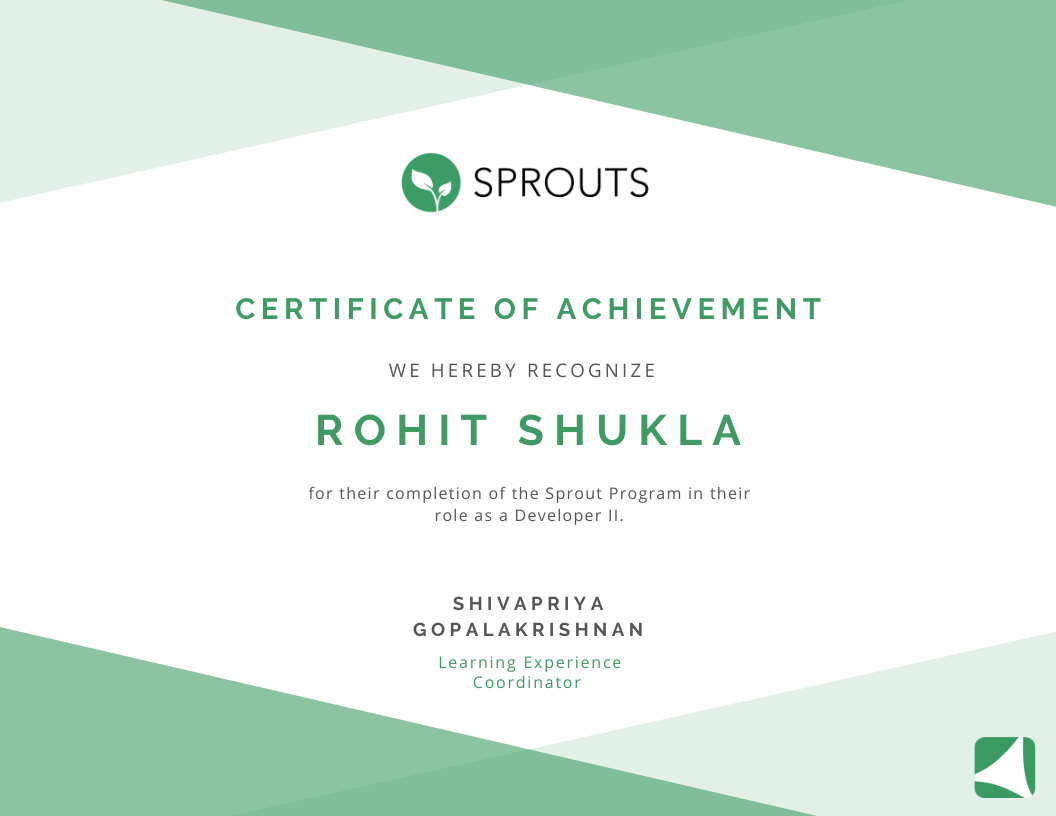 SPROUTS
CERTIFICATE OF ACHIEVEMENT
WE HEREBY RECOGNIZE
ROHIT SHUKLA
for their completion of the Sprout Program in their
role as a Developer II.
SHIVAPRIYA
GOPALAKRISHNAN
Learning Experience
Coordinator